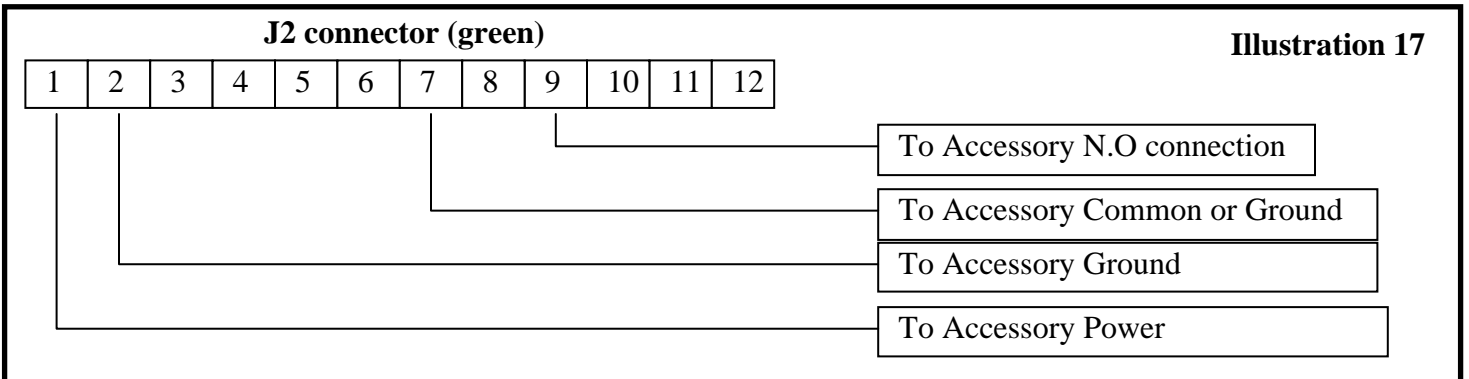 J2 connector (green)
Illustration 17
1 2 3 4 5 6 7 8 9 10 11 12
To Accessory N.O connection
To Accessory Common or Ground
To Accessory Ground
To Accessory Power